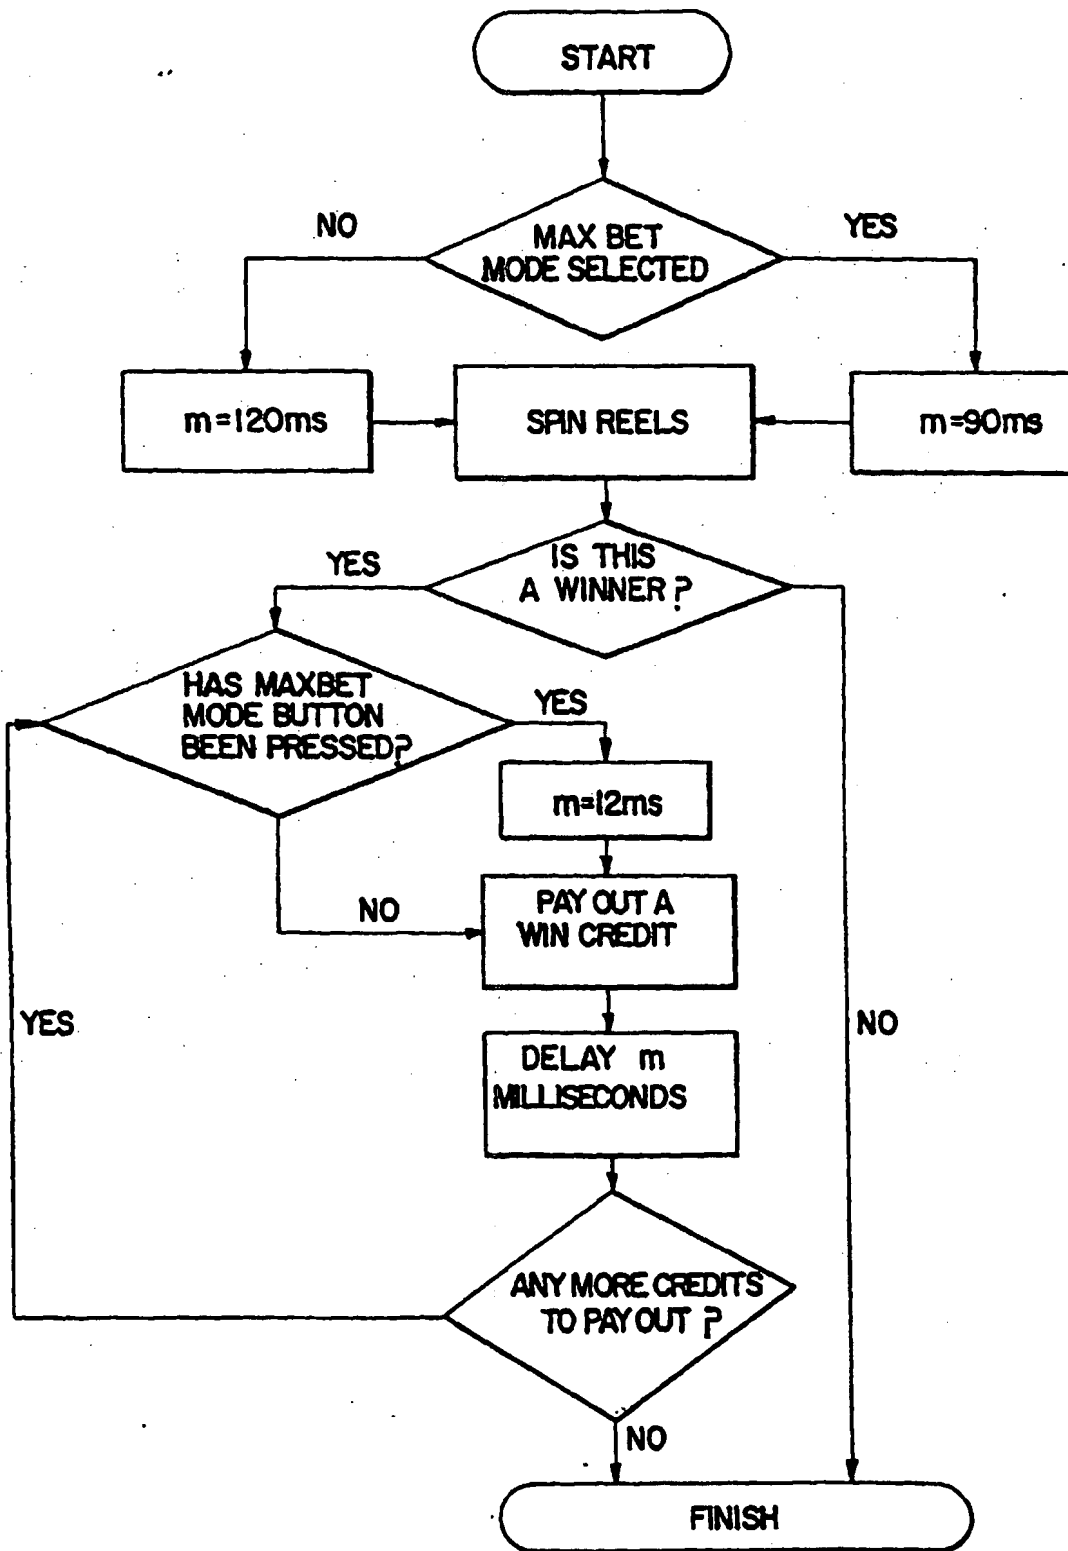 START
NO
YES
MAX BET
MODE SELECTED
m=120ms
SPIN REELS
m=90ms
YES
IS THIS
A WINNER?
HAS MAXBET
MODE BUTTON
BEEN PRESSED?
YES
m=12ms
NO
PAY OUT A
WIN CREDIT
YES
NO
DELAY m
MILLISECONDS
ANY MORE CREDITS
TO PAY OUT?
NO
FINISH